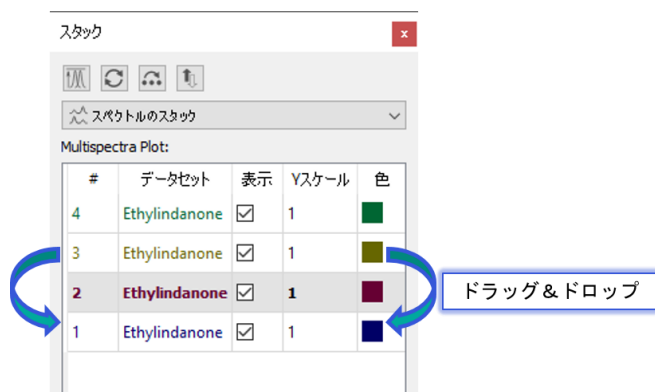 スタック
x
スペクトルのスタック
Multispectra Plot:
# データセット 表示 Yスケール 色
4 Ethylindanone 1
3 Ethylindanone 1
2 Ethylindanone 1
1 Ethylindanone 1
ドラッグ＆ドロップ